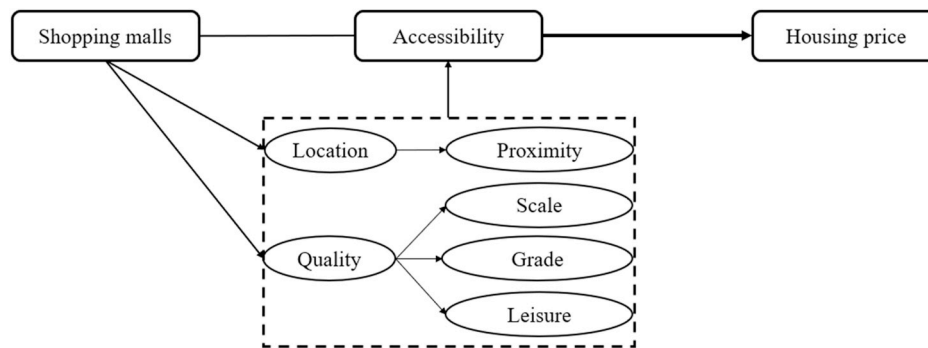 Shopping malls
Accessibility
Housing price
Location
Proximity
Scale
Quality
Grade
Leisure